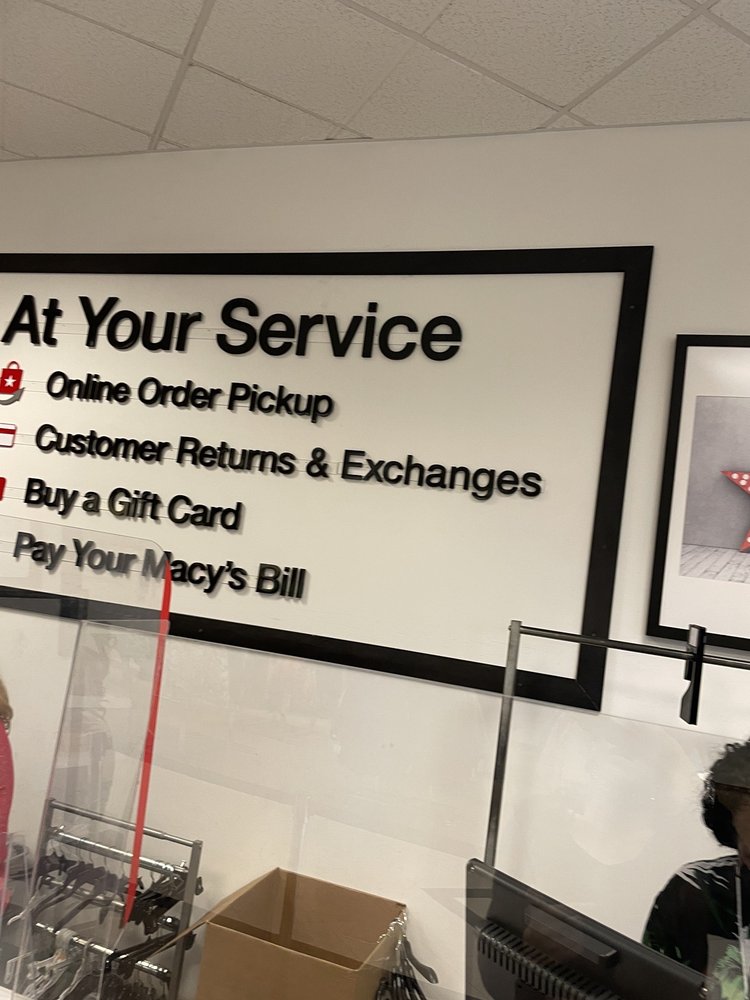 At Your Service
Online Order Pickup
Customer Returns & Exchanges
Buy a Gift Card
Pay Your Macy's Bill